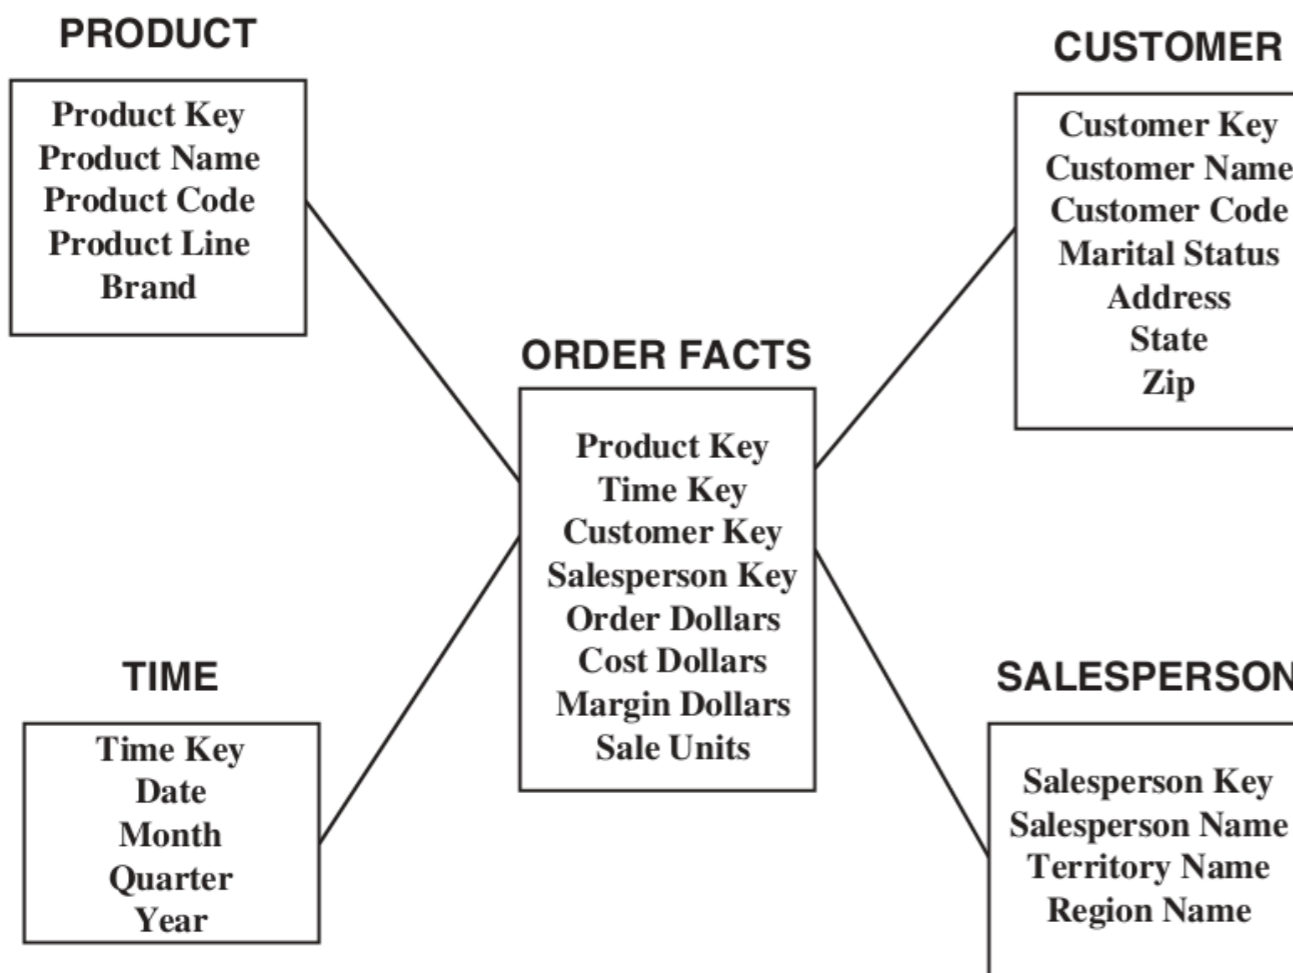 PRODUCT
Product Key
Product Name
Product Code
Product Line
Brand
CUSTOMER
Customer Key
Customer Name
Customer Code
Marital Status
Address
State
Zip
ORDER FACTS
Product Key
Time Key
Customer Key
Salesperson Key
Order Dollars
Cost Dollars
Margin Dollars
Sale Units
TIME
Time Key
Date
Month
Quarter
Year
SALESPERSON
Salesperson Key
Salesperson Name
Territory Name
Region Name